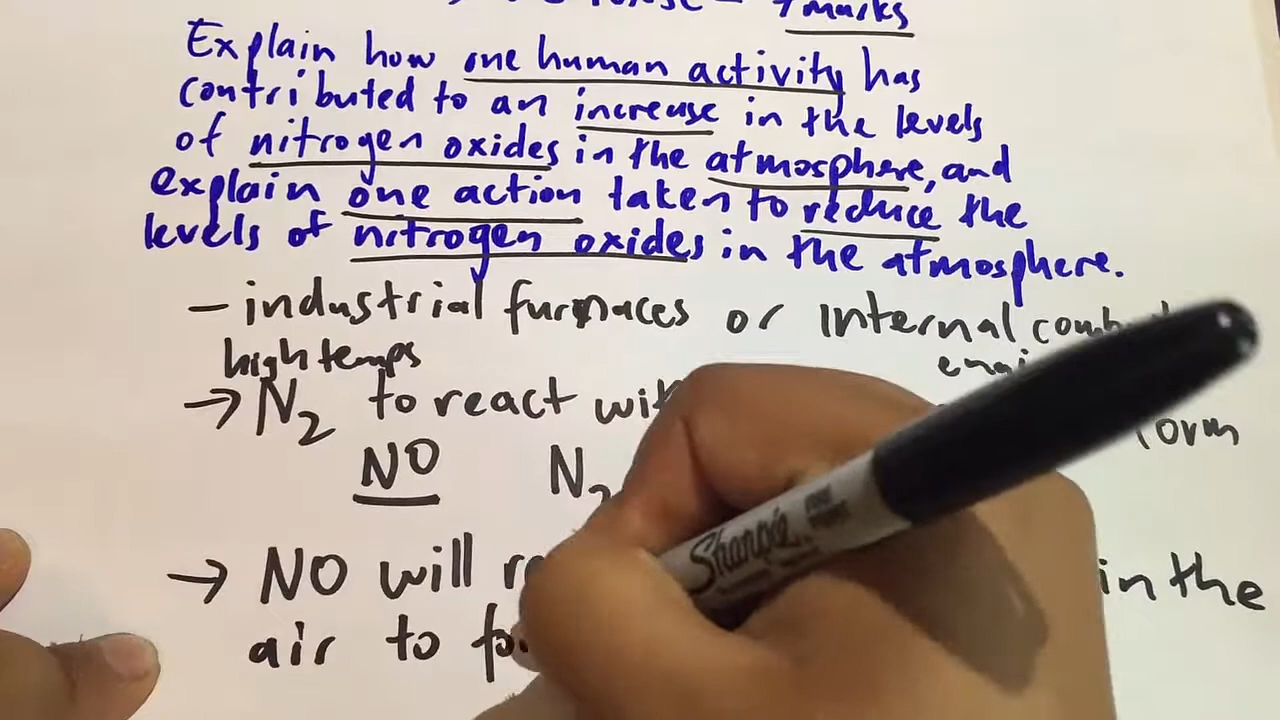 4 marks
Explain how one human activity has
contributed to an increase in the levels
of nitrogen oxides in the atmosphere, and
explain one action taken to reduce the
levels of nitrogen oxides in the atmosphere.
- industrial furnaces or internal
high temps
→ N2 to react
NO N2
→ NO will in the
air to
Sharpie